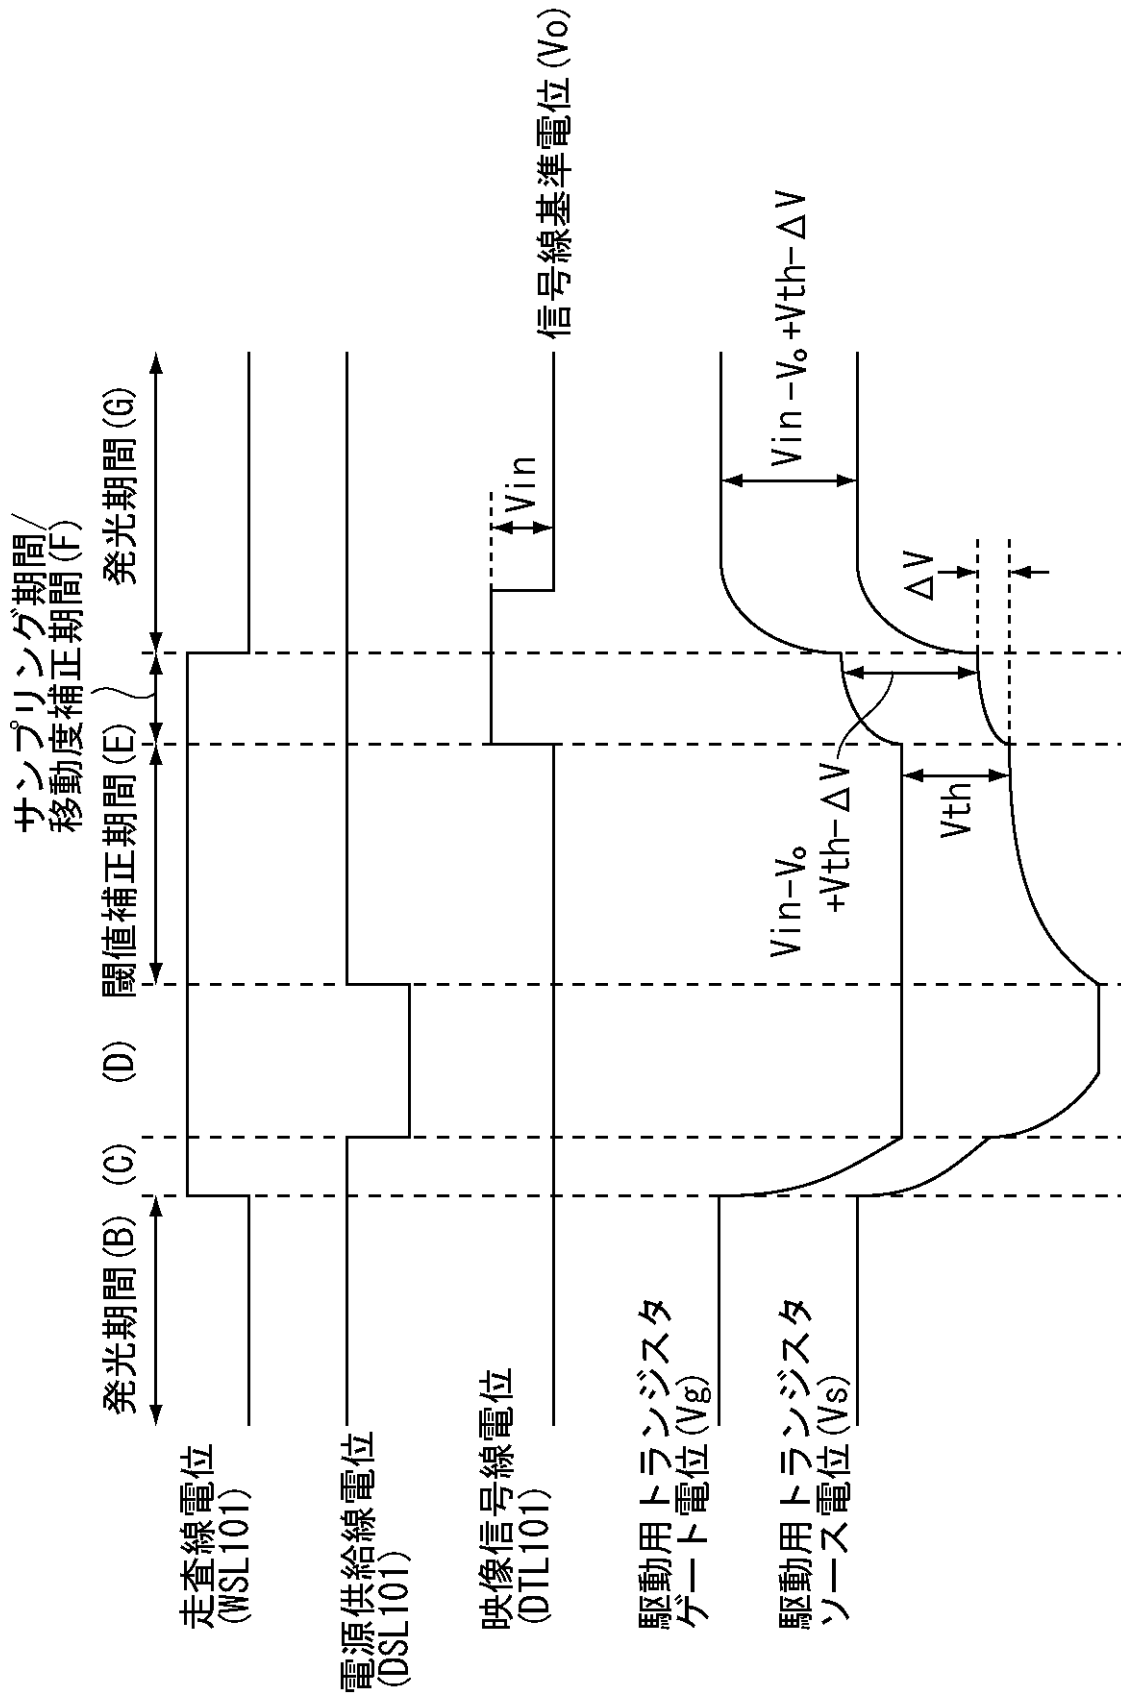 サンプリング期間/
移動度補正期間(F)
発光期間(B)
(C)
(D)
閾値補正期間(E)
発光期間(G)
走査線電位
(WSL101)
電源供給線電位
(DSL101)
映像信号線電位
(DTL101)
Vin
信号線基準電位(Vo)
駆動用トランジスタ
ゲート電位(Vg)
Vin-Vo
+Vth-ΔV
Vin-Vo+Vth-ΔV
駆動用トランジスタ
ソース電位(Vs)
Vth
ΔV